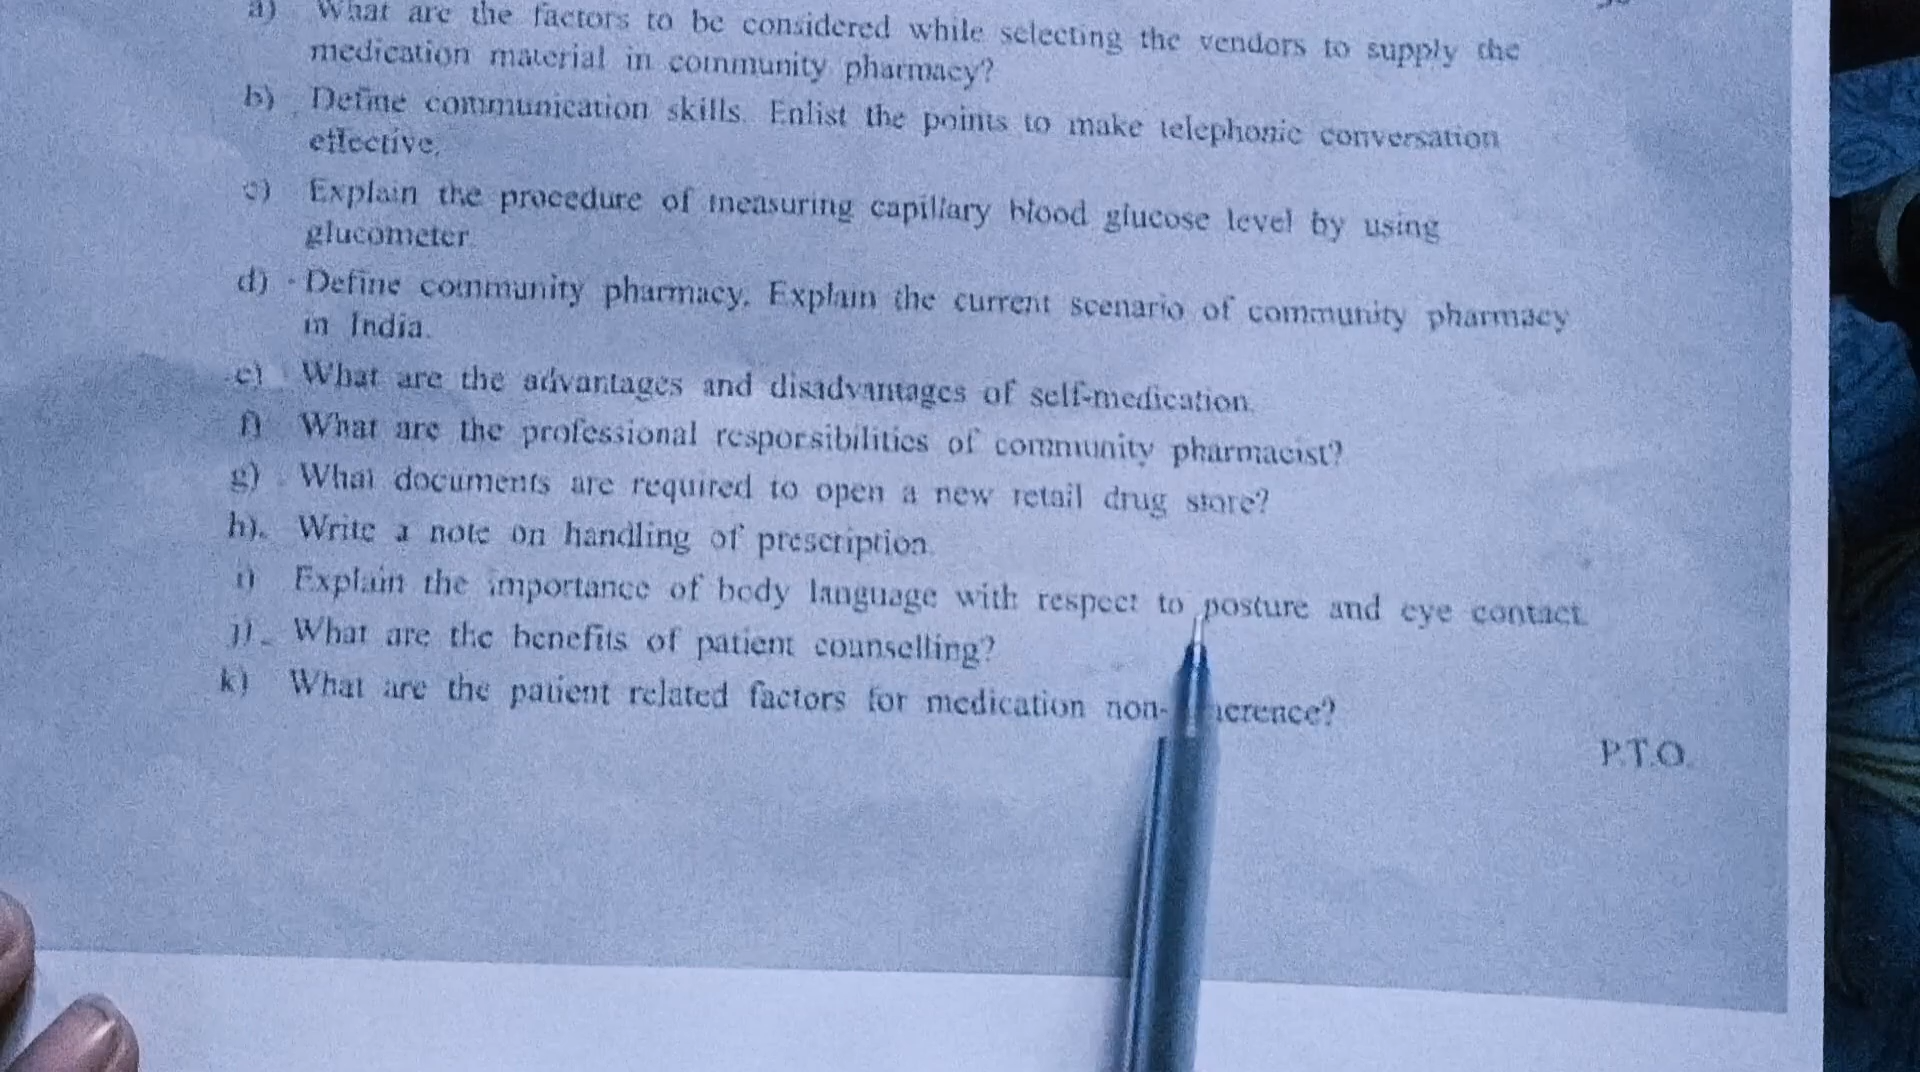 a) What are the factors to be considered while selecting the vendors to supply the
medication material in community pharmacy?
b) Define communication skills. Enlist the points to make telephonic conversation
effective.
c) Explain the procedure of measuring capillary blood glucose level by using
glucometer.
d) Define community pharmacy. Explain the current scenario of community pharmacy
in India.
e) What are the advantages and disadvantages of self-medication.
f) What are the professional responsibilities of community pharmacist?
g) What documents are required to open a new retail drug store?
h) Write a note on handling of prescription.
i) Explain the importance of body language with respect to posture and eye contact.
j) What are the benefits of patient counselling?
k) What are the patient related factors for medication non- herence?
P.T.O.